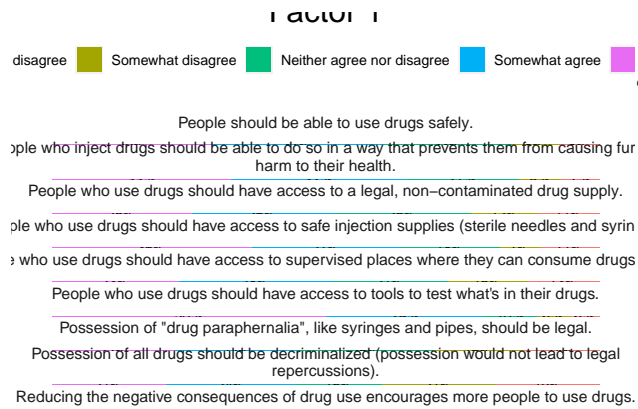 Factor 1
disagree Somewhat disagree Neither agree nor disagree Somewhat agree
People should be able to use drugs safely.
ople who inject drugs should be able to do so in a way that prevents them from causing fur
harm to their health.
People who use drugs should have access to a legal, non−contaminated drug supply.
ple who use drugs should have access to safe injection supplies (sterile needles and syrin
e who use drugs should have access to supervised places where they can consume drugs
People who use drugs should have access to tools to test what's in their drugs.
Possession of "drug paraphernalia", like syringes and pipes, should be legal.
Possession of all drugs should be decriminalized (possession would not lead to legal
repercussions).
Reducing the negative consequences of drug use encourages more people to use drugs.